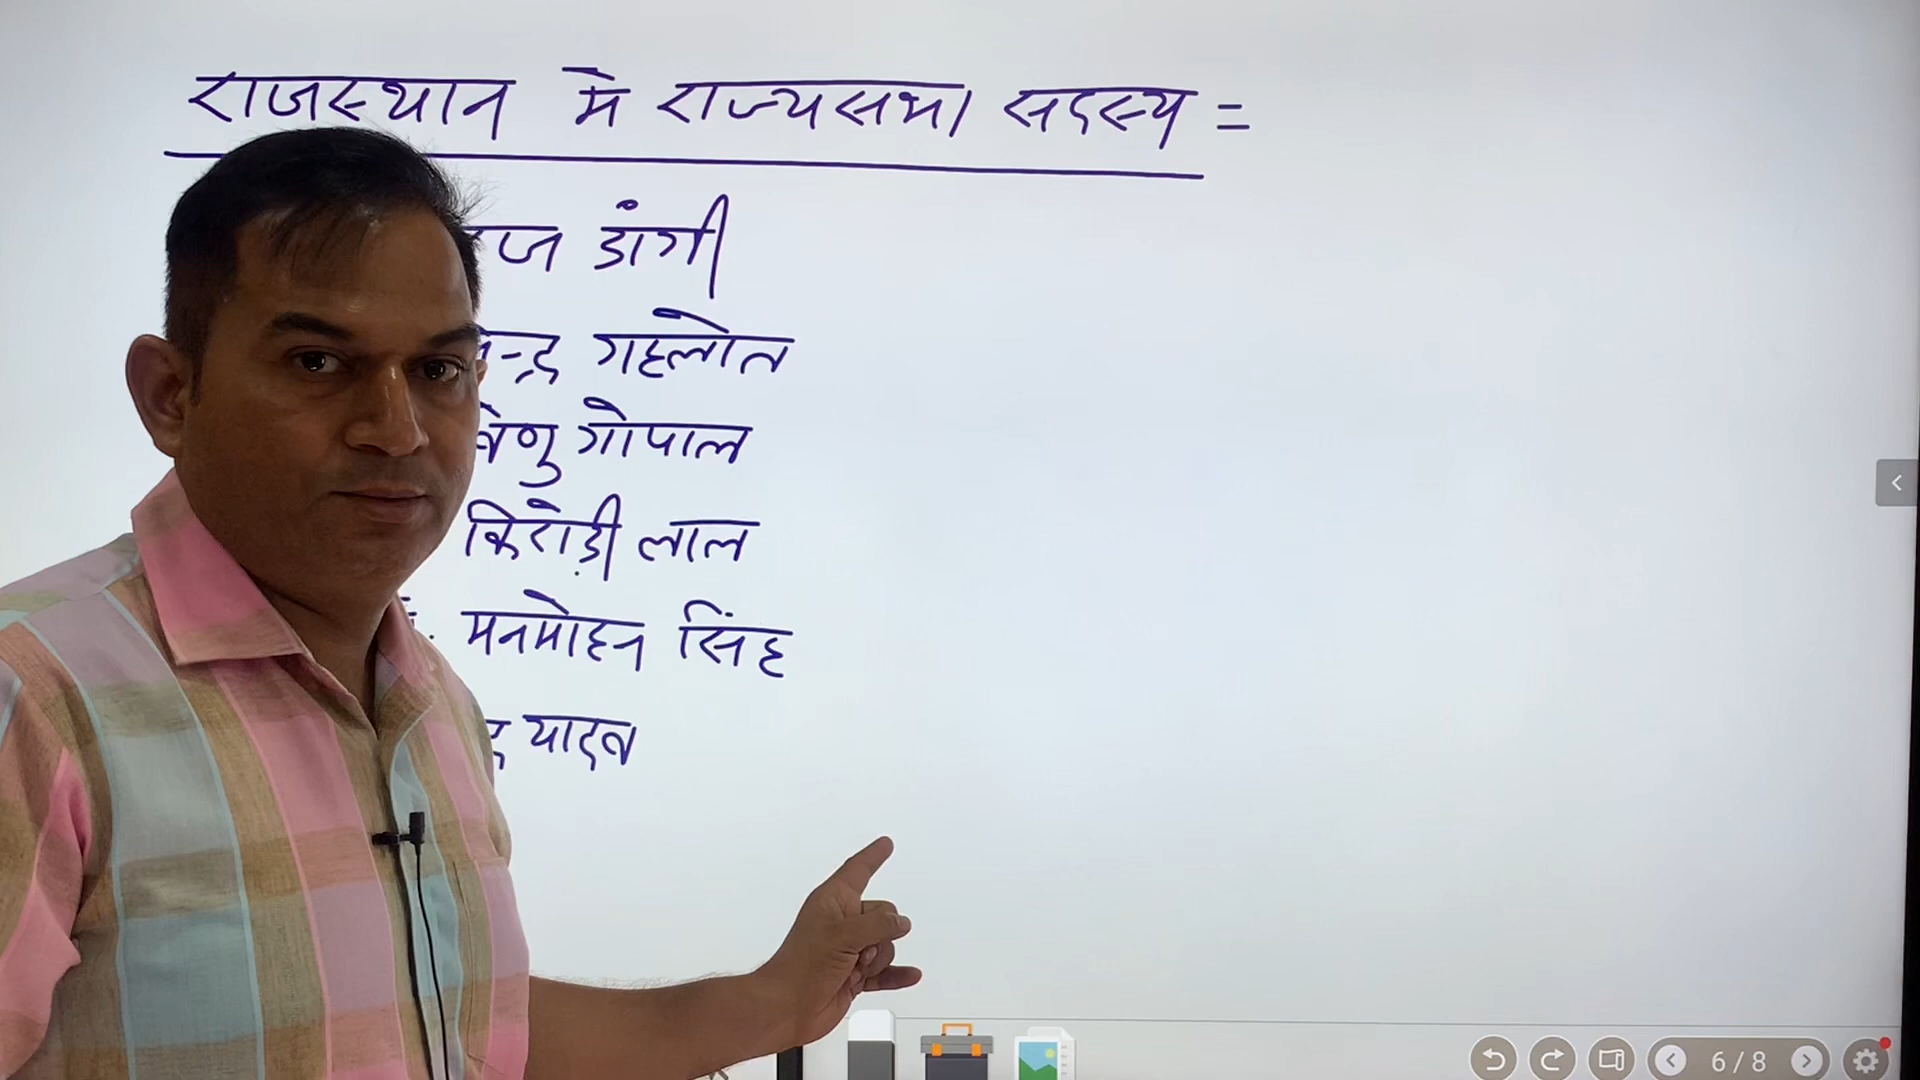 राजस्थान मे राज्यसभा सदस्य =
डांगी
गहलोत
वेणु गोपाल
किरोड़ी लाल
मनमोहन सिंह
यादव
6/8